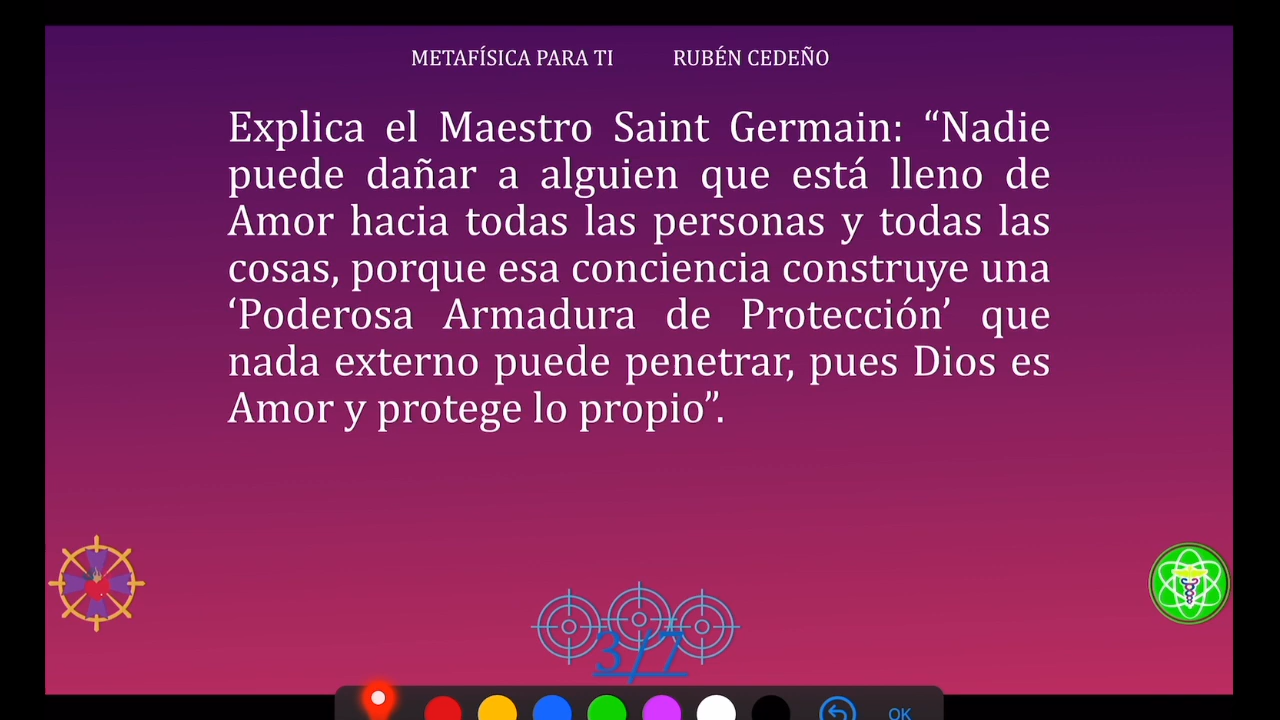 METAFÍSICA PARA TI RUBÉN CEDEÑO
Explica el Maestro Saint Germain: “Nadie
puede dañar a alguien que está lleno de
Amor hacia todas las personas y todas las
cosas, porque esa conciencia construye una
‘Poderosa Armadura de Protección’ que
nada externo puede penetrar, pues Dios es
Amor y protege lo propio”.
3/7
OK